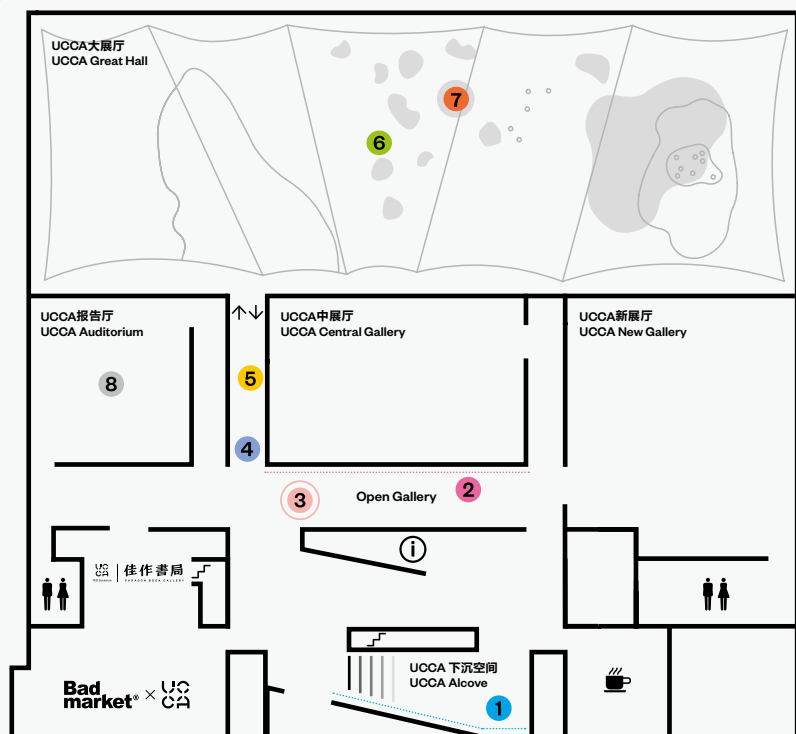 UCCA大展厅
UCCA Great Hall
7
6
UCCA报告厅
UCCA Auditorium
UCCA中展厅
UCCA Central Gallery
UCCA新展厅
UCCA New Gallery
8
5
4
3
Open Gallery
2
i
UCCA
佳作書局
PARAGON BOOK GALLERY
Bad
market® × UCCA
UCCA 下沉空间
UCCA Alcove
1